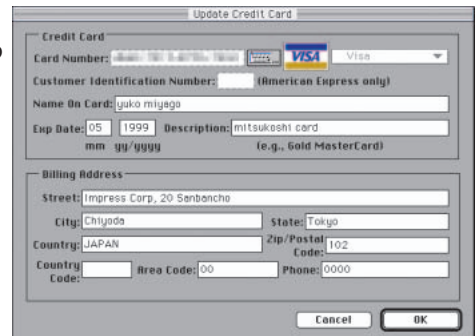 Update Credit Card
Credit Card
Card Number: VISA Visa
Customer Identification Number: (American Express only)
Name On Card: yuko miyago
Exp Date: 05 1999 Description: mitsukoshi card
mm yy/yyyy (e.g., Gold MasterCard)
Billing Address
Street: Impress Corp, 20 Sanbancho
City: Chiyoda State: Tokyo
Country: JAPAN Zip/Postal Code: 102
Country Code: Area Code: 00 Phone: 0000
Cancel OK